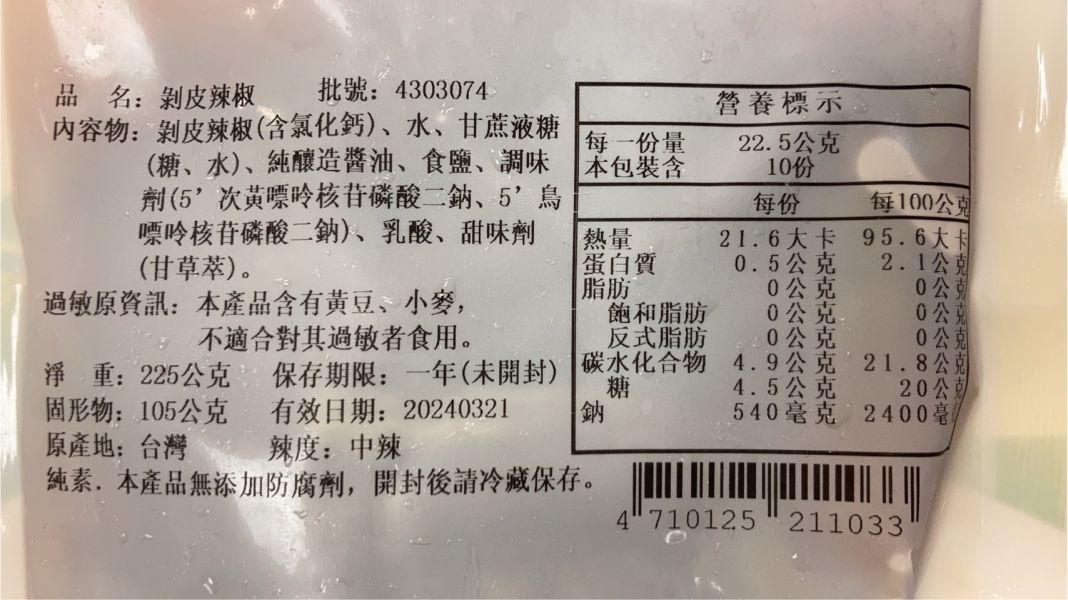 品　名：剝皮辣椒　批號：4303074
內容物：剝皮辣椒(含氯化鈣)、水、甘蔗液糖
(糖、水)、純釀造醬油、食鹽、調味
劑(5’次黃嘌呤核苷磷酸二鈉、5’鳥
嘌呤核苷磷酸二鈉)、乳酸、甜味劑
(甘草萃)。
過敏原資訊：本產品含有黃豆、小麥，
不適合對其過敏者食用。
淨　重：225公克　保存期限：一年(未開封)
固形物：105公克　有效日期：20240321
原產地：台灣　辣度：中辣
純素．本產品無添加防腐劑，開封後請冷藏保存。
營養標示
每一份量　22.5公克
本包裝含　10份
每份　每100公克
熱量　21.6大卡　95.6大卡
蛋白質　0.5公克　2.1公克
脂肪　0公克　0公克
飽和脂肪　0公克　0公克
反式脂肪　0公克　0公克
碳水化合物　4.9公克　21.8公克
糖　4.5公克　20公克
鈉　540毫克　2400毫
4 710125 211033